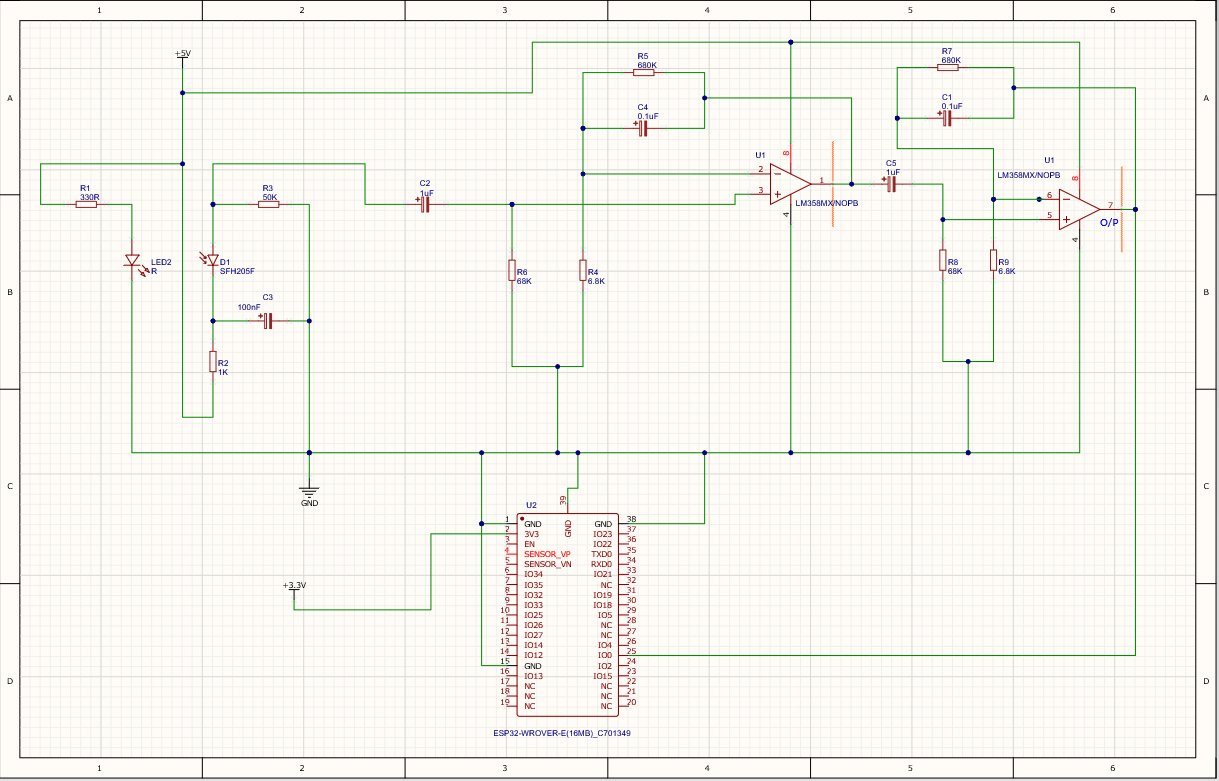 1 2 3 4 5 6
A
A
B
B
C
C
D
D
+5V
R5
680K
C4
0.1uF
R7
680K
C1
0.1uF
R1
330R
R3
50K
C2
1uF
U1
8
2
3
1
4
LM358MX/NOPB
C5
1uF
U1
LM358MX/NOPB
8
6
5
7
4
O/P
LED2
R
D1
SFH205F
C3
100nF
R2
1K
R6
68K
R4
6.8K
R8
68K
R9
6.8K
GND
+3.3V
U2
39
GND
1 GND
2 3V3
3 EN
4 SENSOR_VP
5 SENSOR_VN
6 IO34
7 IO35
8 IO32
9 IO33
10 IO25
11 IO26
12 IO27
13 IO14
14 IO12
15 GND
16 IO13
17 NC
18 NC
19 NC
GND 38
IO23 37
IO22 36
TXD0 35
RXD0 34
IO21 33
NC 32
IO19 31
IO18 30
IO5 29
NC 28
NC 27
IO4 26
IO0 25
IO2 24
IO15 23
NC 22
NC 21
NC 20
ESP32-WROVER-E(16MB)_C701349
1 2 3 4 5 6